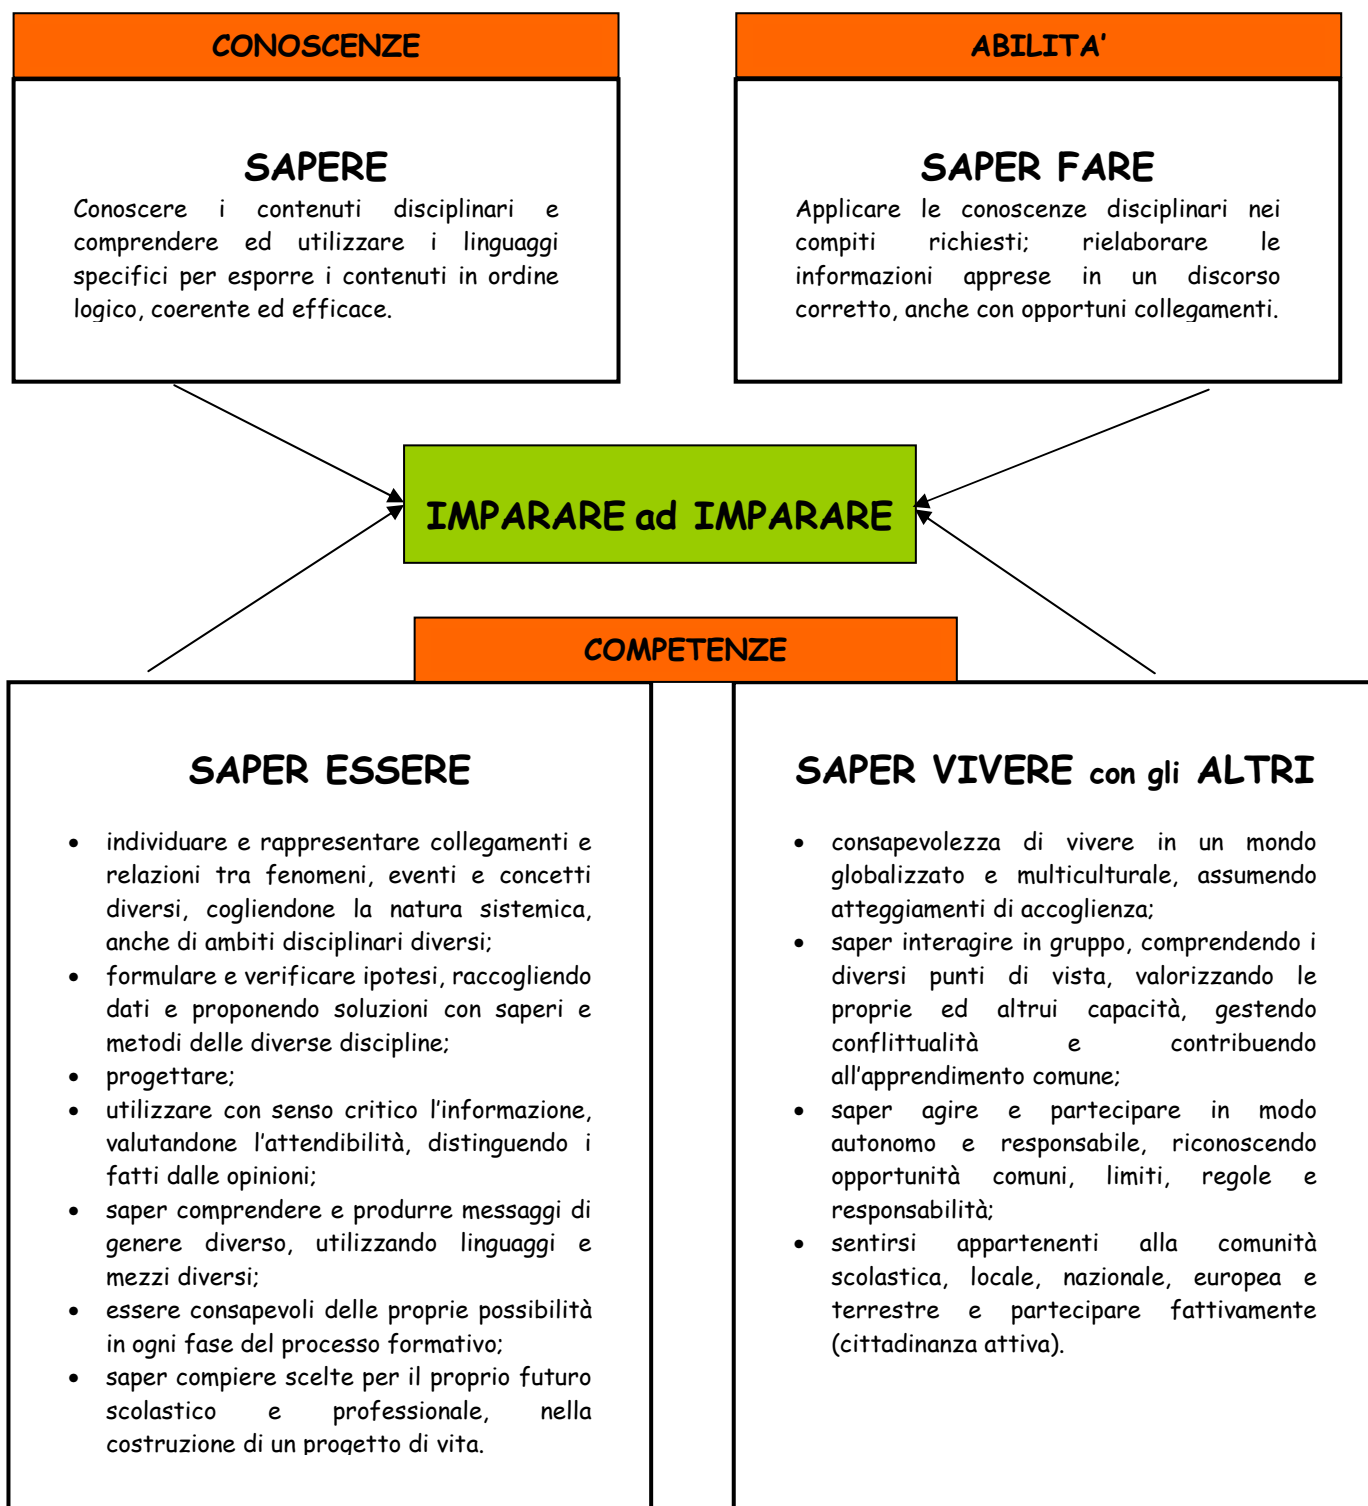 CONOSCENZE
SAPERE
Conoscere i contenuti disciplinari e
comprendere ed utilizzare i linguaggi
specifici per esporre i contenuti in ordine
logico, coerente ed efficace.
ABILITA'
SAPER FARE
Applicare le conoscenze disciplinari nei
compiti richiesti; rielaborare le
informazioni apprese in un discorso
corretto, anche con opportuni collegamenti.
IMPARARE ad IMPARARE
COMPETENZE
SAPER ESSERE
• individuare e rappresentare collegamenti e
relazioni tra fenomeni, eventi e concetti
diversi, cogliendone la natura sistemica,
anche di ambiti disciplinari diversi;
• formulare e verificare ipotesi, raccogliendo
dati e proponendo soluzioni con saperi e
metodi delle diverse discipline;
• progettare;
• utilizzare con senso critico l'informazione,
valutandone l'attendibilità, distinguendo i
fatti dalle opinioni;
• saper comprendere e produrre messaggi di
genere diverso, utilizzando linguaggi e
mezzi diversi;
• essere consapevoli delle proprie possibilità
in ogni fase del processo formativo;
• saper compiere scelte per il proprio futuro
scolastico e professionale, nella
costruzione di un progetto di vita.
SAPER VIVERE con gli ALTRI
• consapevolezza di vivere in un mondo
globalizzato e multiculturale, assumendo
atteggiamenti di accoglienza;
• saper interagire in gruppo, comprendendo i
diversi punti di vista, valorizzando le
proprie ed altrui capacità, gestendo
conflittualità e contribuendo
all'apprendimento comune;
• saper agire e partecipare in modo
autonomo e responsabile, riconoscendo
opportunità comuni, limiti, regole e
responsabilità;
• sentirsi appartenenti alla comunità
scolastica, locale, nazionale, europea e
terrestre e partecipare fattivamente
(cittadinanza attiva).